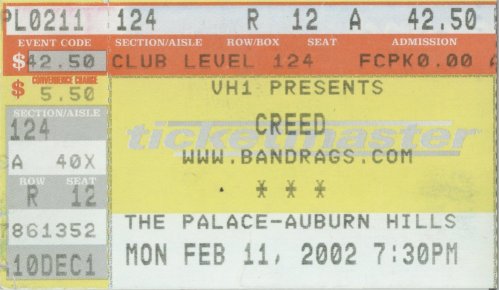 PL0211 124 R 12 A 42.50
EVENT CODE SECTION/AISLE ROW/BOX SEAT ADMISSION
$ 42.50 CLUB LEVEL 124 FCPK0.00
CONVENIENCE CHARGE
$ 5.50
VH1 PRESENTS
SECTION/AISLE
124
CREED
ticketmaster
A 40X
WWW.BANDRAGS.COM
ROW SEAT
R 12
* * *
7861352
THE PALACE-AUBURN HILLS
10DEC1
MON FEB 11, 2002 7:30PM